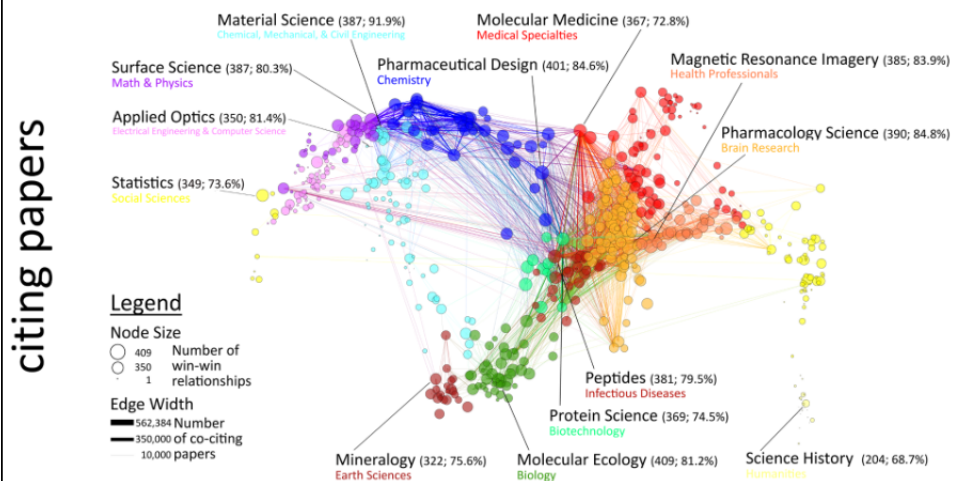 citing papers
Material Science (387; 91.9%)
Chemical, Mechanical, & Civil Engineering
Molecular Medicine (367; 72.8%)
Medical Specialties
Surface Science (387; 80.3%)
Math & Physics
Pharmaceutical Design (401; 84.6%)
Chemistry
Magnetic Resonance Imagery (385; 83.9%)
Health Professionals
Applied Optics (350; 81.4%)
Electrical Engineering & Computer Science
Pharmacology Science (390; 84.8%)
Brain Research
Statistics (349; 73.6%)
Social Sciences
Legend
Node Size
409
350
1
Number of
win-win
relationships
Edge Width
562,384 Number
350,000 of co-citing
10,000 papers
Peptides (381; 79.5%)
Infectious Diseases
Protein Science (369; 74.5%)
Biotechnology
Mineralogy (322; 75.6%)
Earth Sciences
Molecular Ecology (409; 81.2%)
Biology
Science History (204; 68.7%)
Humanities